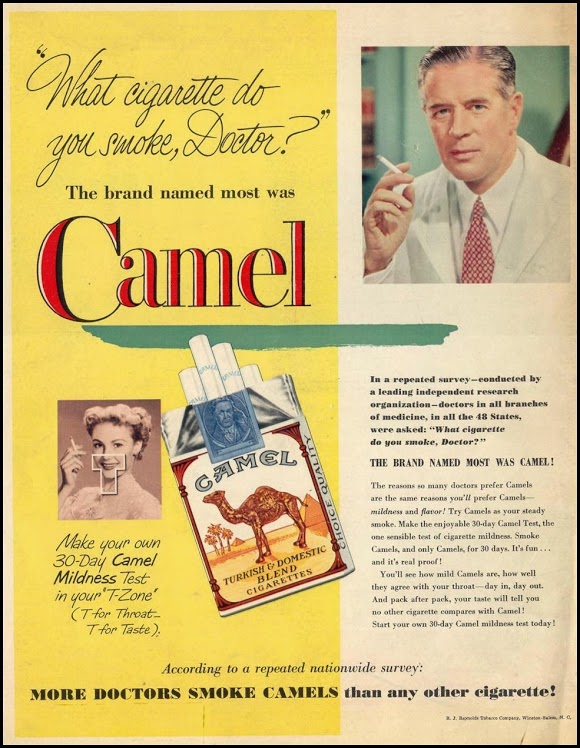 "What cigarette do
you smoke, Doctor?"
The brand named most was
Camel
CAMEL
CAMEL
CAMEL
TURKISH & DOMESTIC
BLEND
CIGARETTES
CHOICE QUALITY
T
Make your own
30-Day Camel
Mildness Test
in your "T-Zone"
(T for Throat—
T for Taste).
In a repeated survey—conducted by
a leading independent research
organization—doctors in all branches
of medicine, in all the 48 States,
were asked: "What cigarette
do you smoke, Doctor?"
THE BRAND NAMED MOST WAS CAMEL!
The reasons so many doctors prefer Camels
are the same reasons you'll prefer Camels—
mildness and flavor! Try Camels as your steady
smoke. Make the enjoyable 30-day Camel Test, the
one sensible test of cigarette mildness. Smoke
Camels, and only Camels, for 30 days. It's fun . . .
and it's real proof!
You'll see how mild Camels are, how well
they agree with your throat—day in, day out.
And pack after pack, your taste will tell you
no other cigarette compares with Camel!
Start your own 30-day Camel mildness test today!
According to a repeated nationwide survey:
MORE DOCTORS SMOKE CAMELS than any other cigarette!
R. J. Reynolds Tobacco Company, Winston-Salem, N. C.